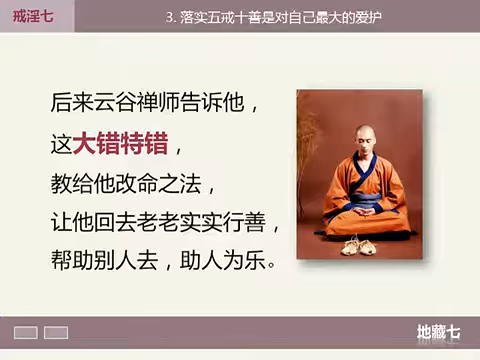 戒淫七
3. 落实五戒十善是对自己最大的爱护
后来云谷禅师告诉他，
这大错特错，
教给他改命之法，
让他回去老老实实行善，
帮助别人去，助人为乐。
地藏七